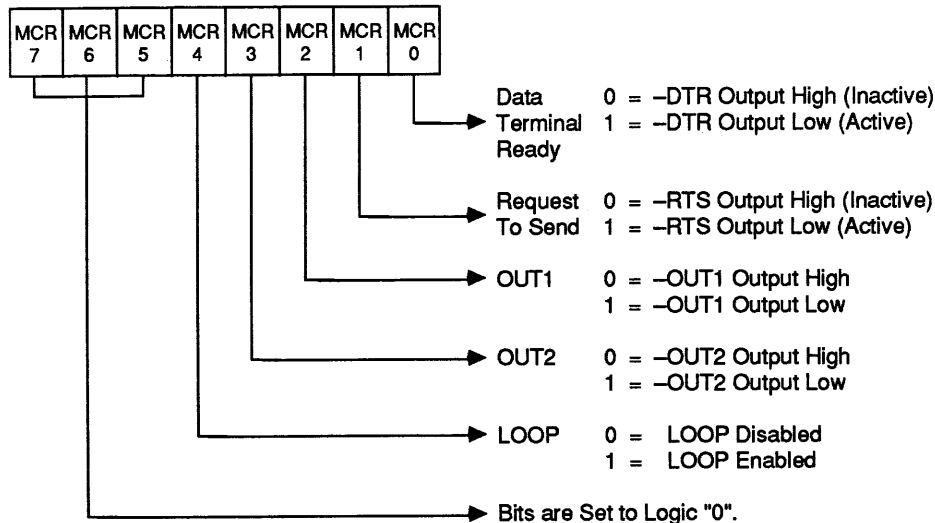 MCR 7 MCR 6 MCR 5 MCR 4 MCR 3 MCR 2 MCR 1 MCR 0
Data 0 = –DTR Output High (Inactive)
Terminal 1 = –DTR Output Low (Active)
Ready
Request 0 = –RTS Output High (Inactive)
To Send 1 = –RTS Output Low (Active)
OUT1 0 = –OUT1 Output High
1 = –OUT1 Output Low
OUT2 0 = –OUT2 Output High
1 = –OUT2 Output Low
LOOP 0 = LOOP Disabled
1 = LOOP Enabled
Bits are Set to Logic "0".